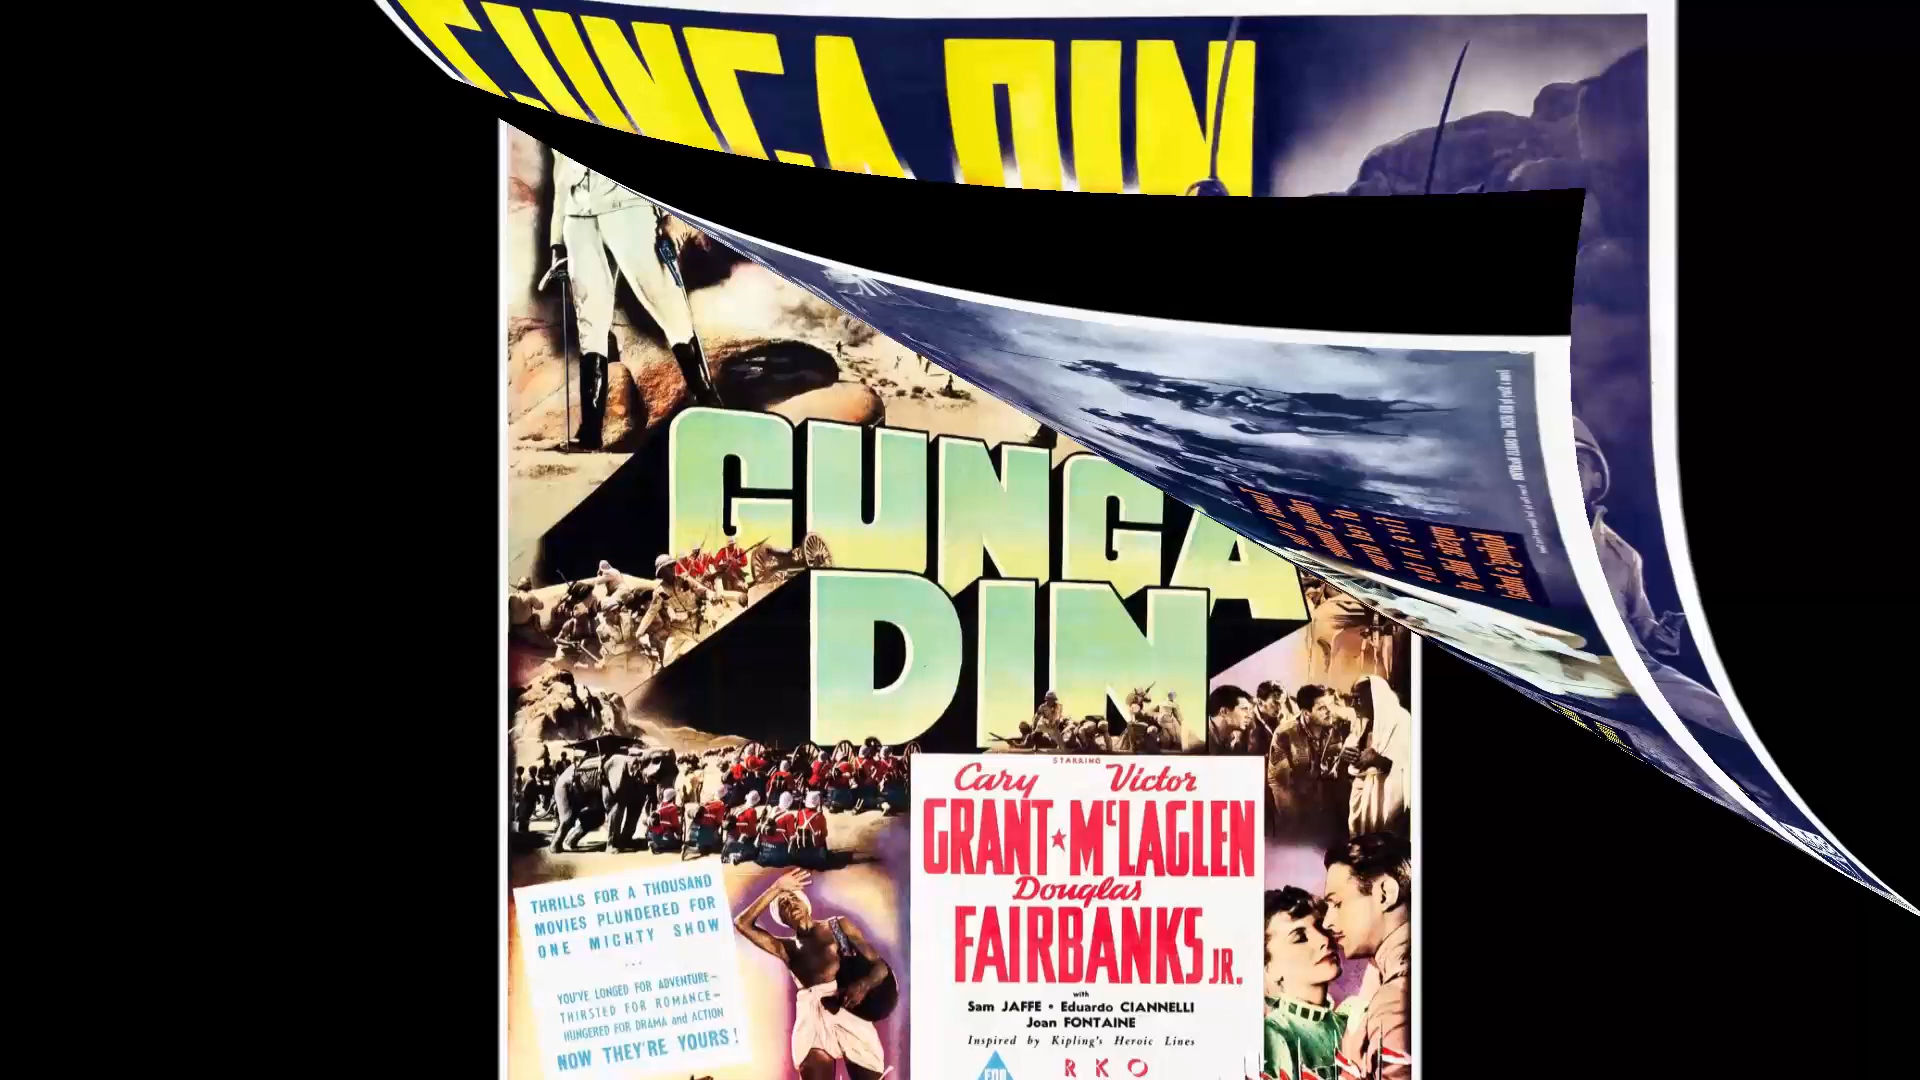 GUNGA DIN
GUNGA
DIN
STARRING
Cary Victor
GRANT ★ McLAGLEN
Douglas
FAIRBANKS JR.
with
Sam JAFFE • Eduardo CIANNELLI
Joan FONTAINE
Inspired by Kipling's Heroic Lines
RKO
THRILLS FOR A THOUSAND
MOVIES PLUNDERED FOR
ONE MIGHTY SHOW
...
YOU'VE LONGED FOR ADVENTURE—
THIRSTED FOR ROMANCE—
HUNGERED FOR DRAMA and ACTION
NOW THEY'RE YOURS!